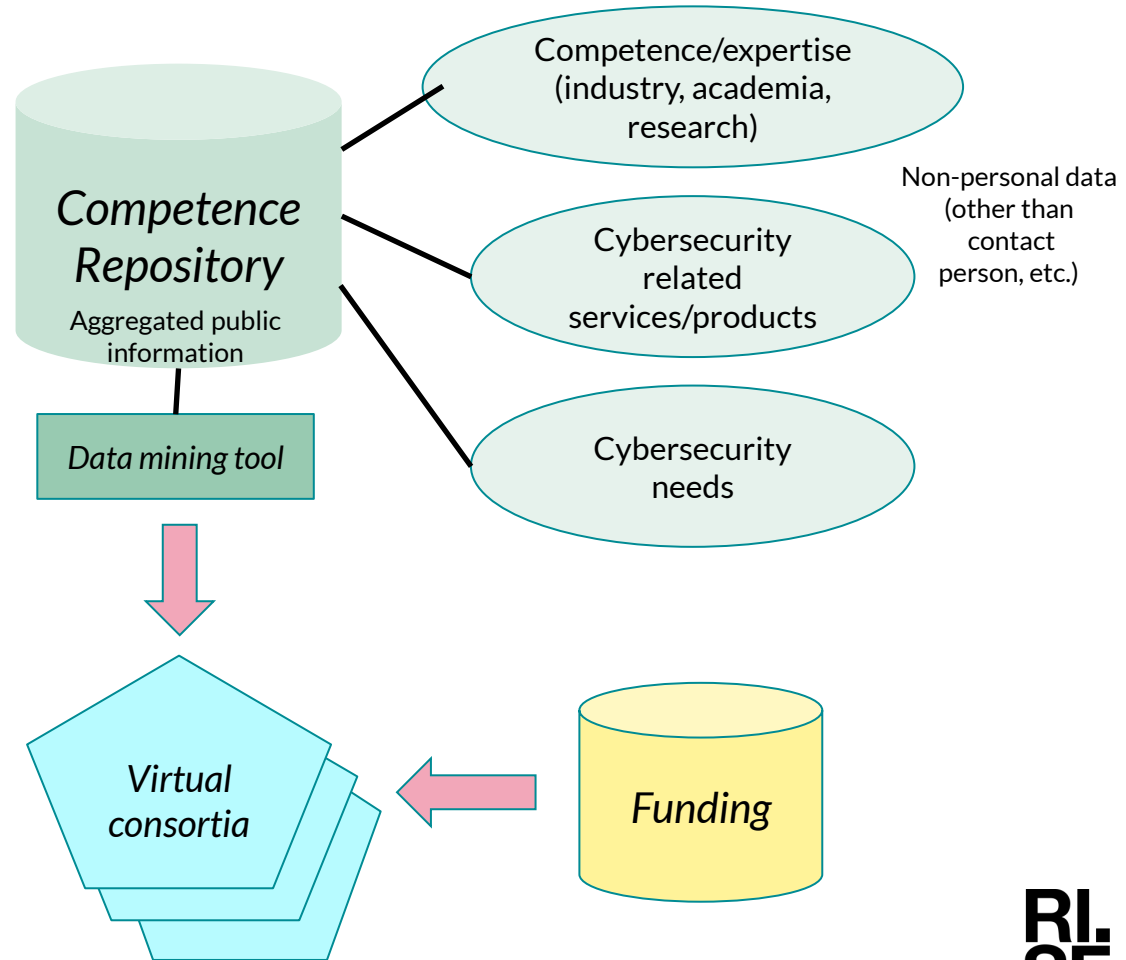 Competence/expertise
(industry, academia,
research)
Competence
Repository
Aggregated public
information
Non-personal data
(other than
contact
person, etc.)
Cybersecurity
related
services/products
Data mining tool
Cybersecurity
needs
Virtual
consortia
Funding
RI.
SE